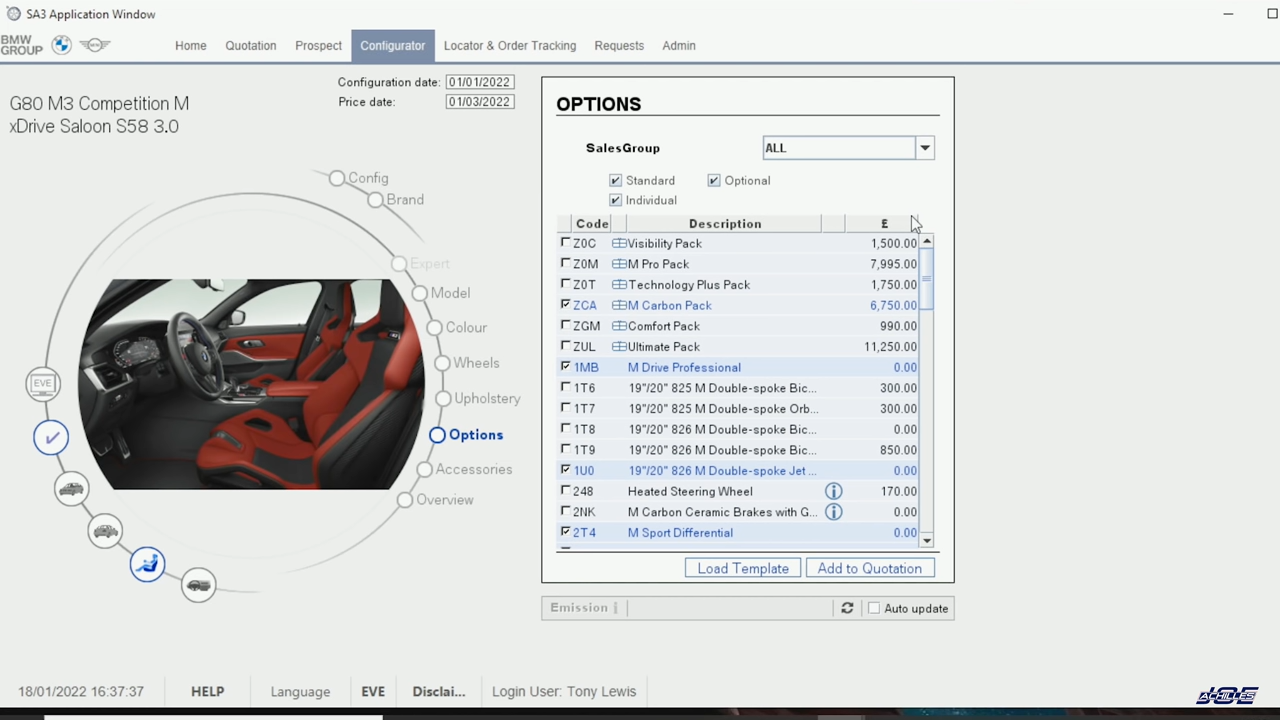 SA3 Application Window
BMW GROUP Home Quotation Prospect Configurator Locator & Order Tracking Requests Admin
Configuration date: 01/01/2022
Price date: 01/03/2022
G80 M3 Competition M
xDrive Saloon S58 3.0
Config
Brand
Expert
Model
Colour
Wheels
Upholstery
Options
Accessories
Overview
EVE
OPTIONS
SalesGroup ALL
Standard Optional
Individual
Code Description £
Z0C Visibility Pack 1,500.00
Z0M M Pro Pack 7,995.00
Z0T Technology Plus Pack 1,750.00
ZCA M Carbon Pack 6,750.00
ZGM Comfort Pack 990.00
ZUL Ultimate Pack 11,250.00
1MB M Drive Professional 0.00
1T6 19"/20" 825 M Double-spoke Bic... 300.00
1T7 19"/20" 825 M Double-spoke Orb... 300.00
1T8 19"/20" 826 M Double-spoke Bic... 0.00
1T9 19"/20" 826 M Double-spoke Bic... 850.00
1U0 19"/20" 826 M Double-spoke Jet ... 0.00
248 Heated Steering Wheel 170.00
2NK M Carbon Ceramic Brakes with G... 0.00
2T4 M Sport Differential 0.00
Load Template Add to Quotation
Emission Auto update
18/01/2022 16:37:37 HELP Language EVE Disclai... Login User: Tony Lewis
JOE ACHILLES